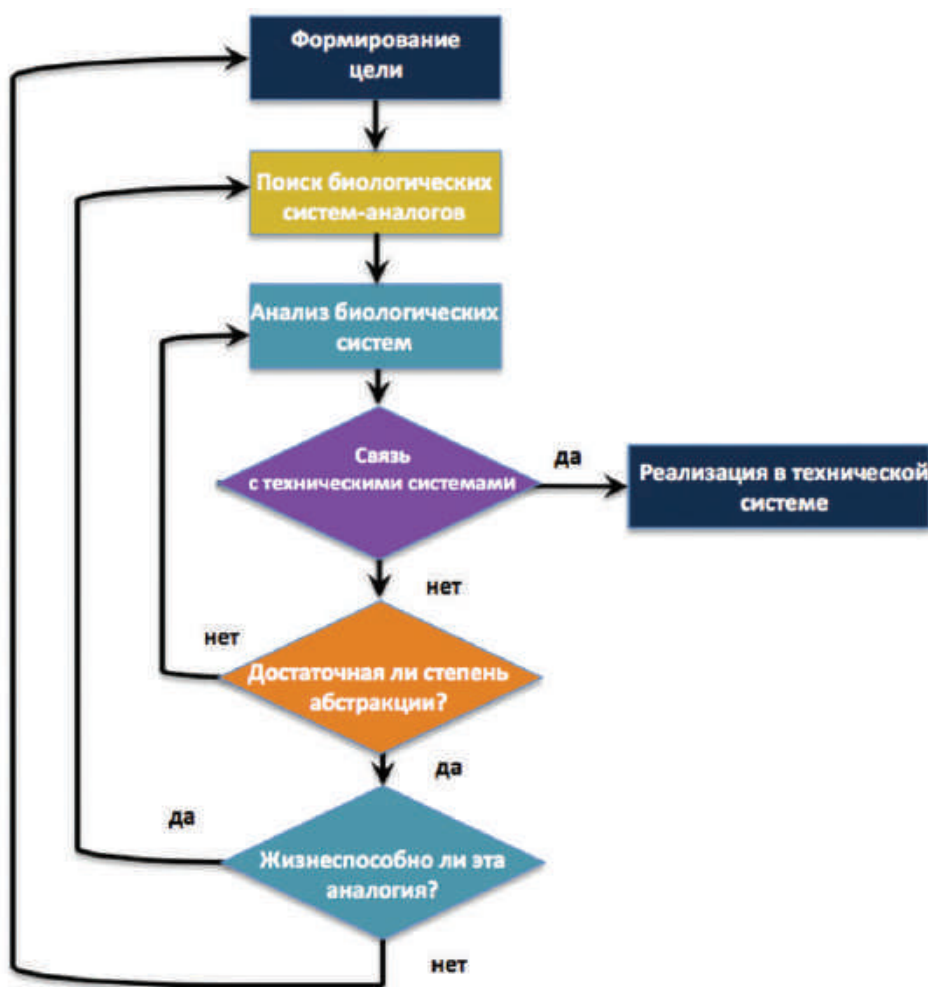 Формирование
цели
Поиск биологических
систем-аналогов
Анализ биологических
систем
Связь
с техническими системами
да
Реализация в технической
системе
нет
нет
Достаточная ли степень
абстракции?
да
да
Жизнеспособно ли эта
аналогия?
нет